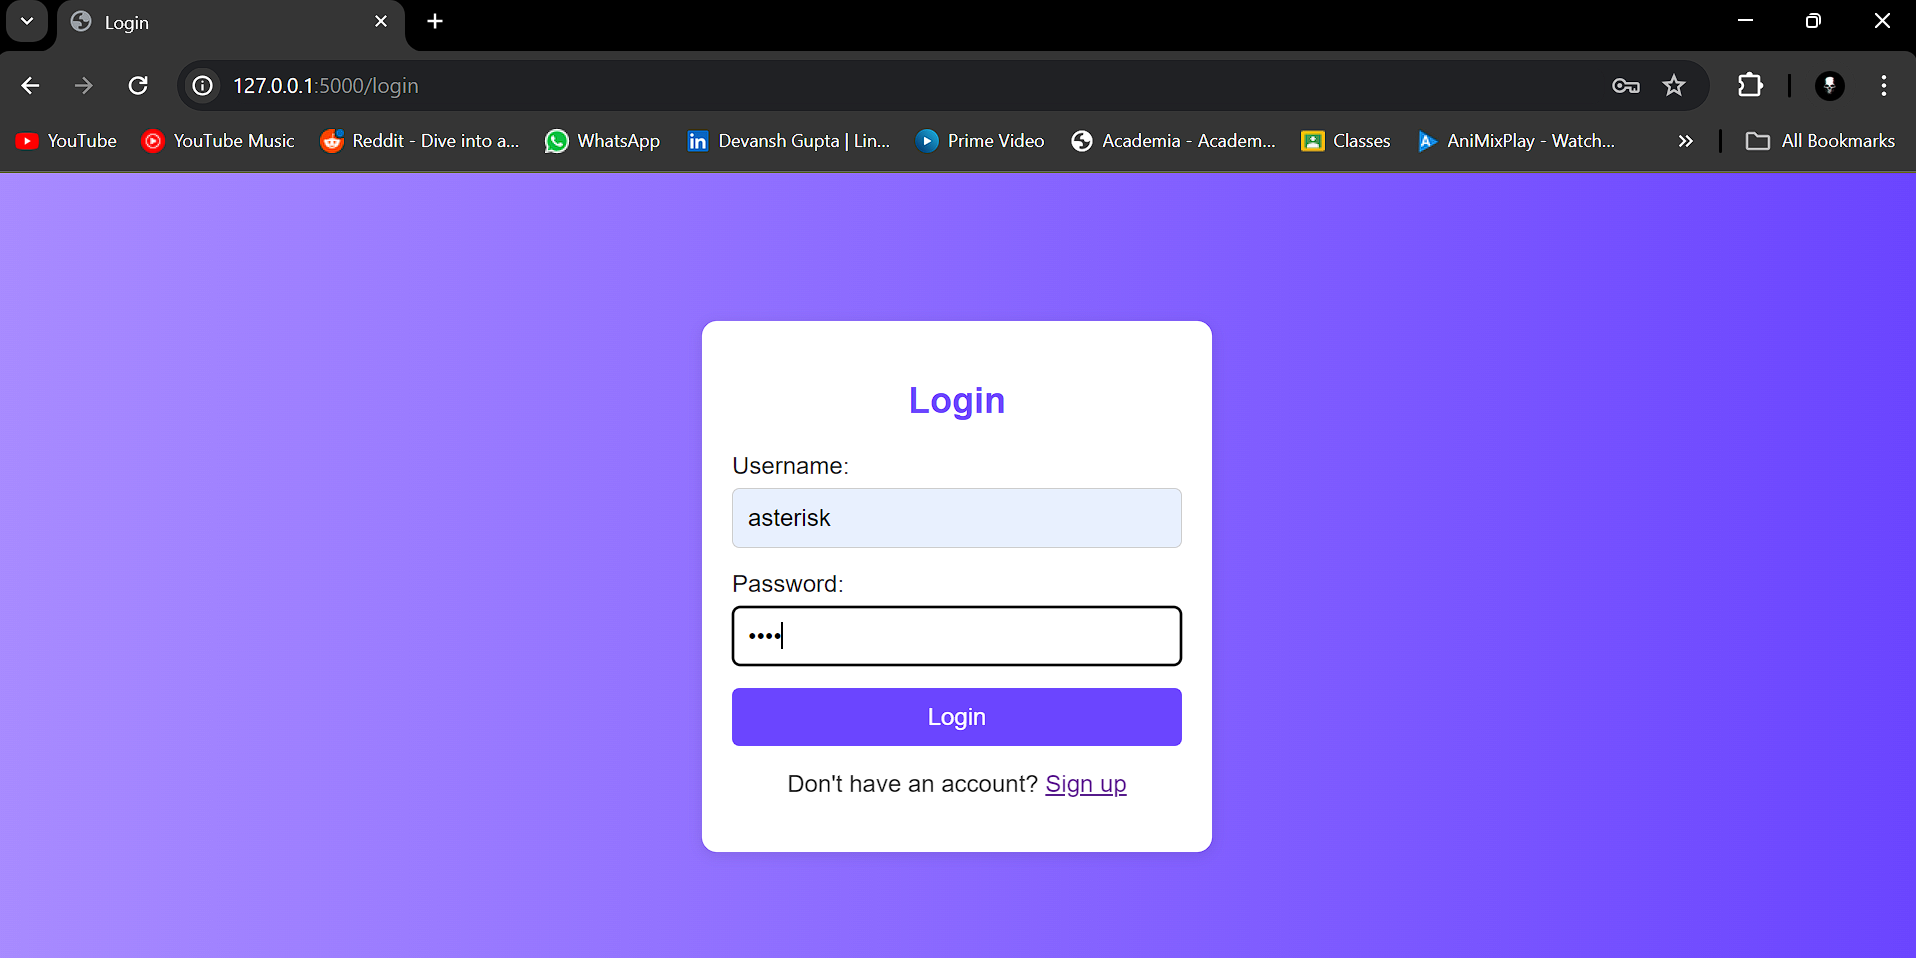 Login
127.0.0.1:5000/login
YouTube YouTube Music Reddit - Dive into a... WhatsApp Devansh Gupta | Lin... Prime Video Academia - Academ... Classes AniMixPlay - Watch... » All Bookmarks
Login
Username:
asterisk
Password:
••••
Login
Don't have an account? Sign up